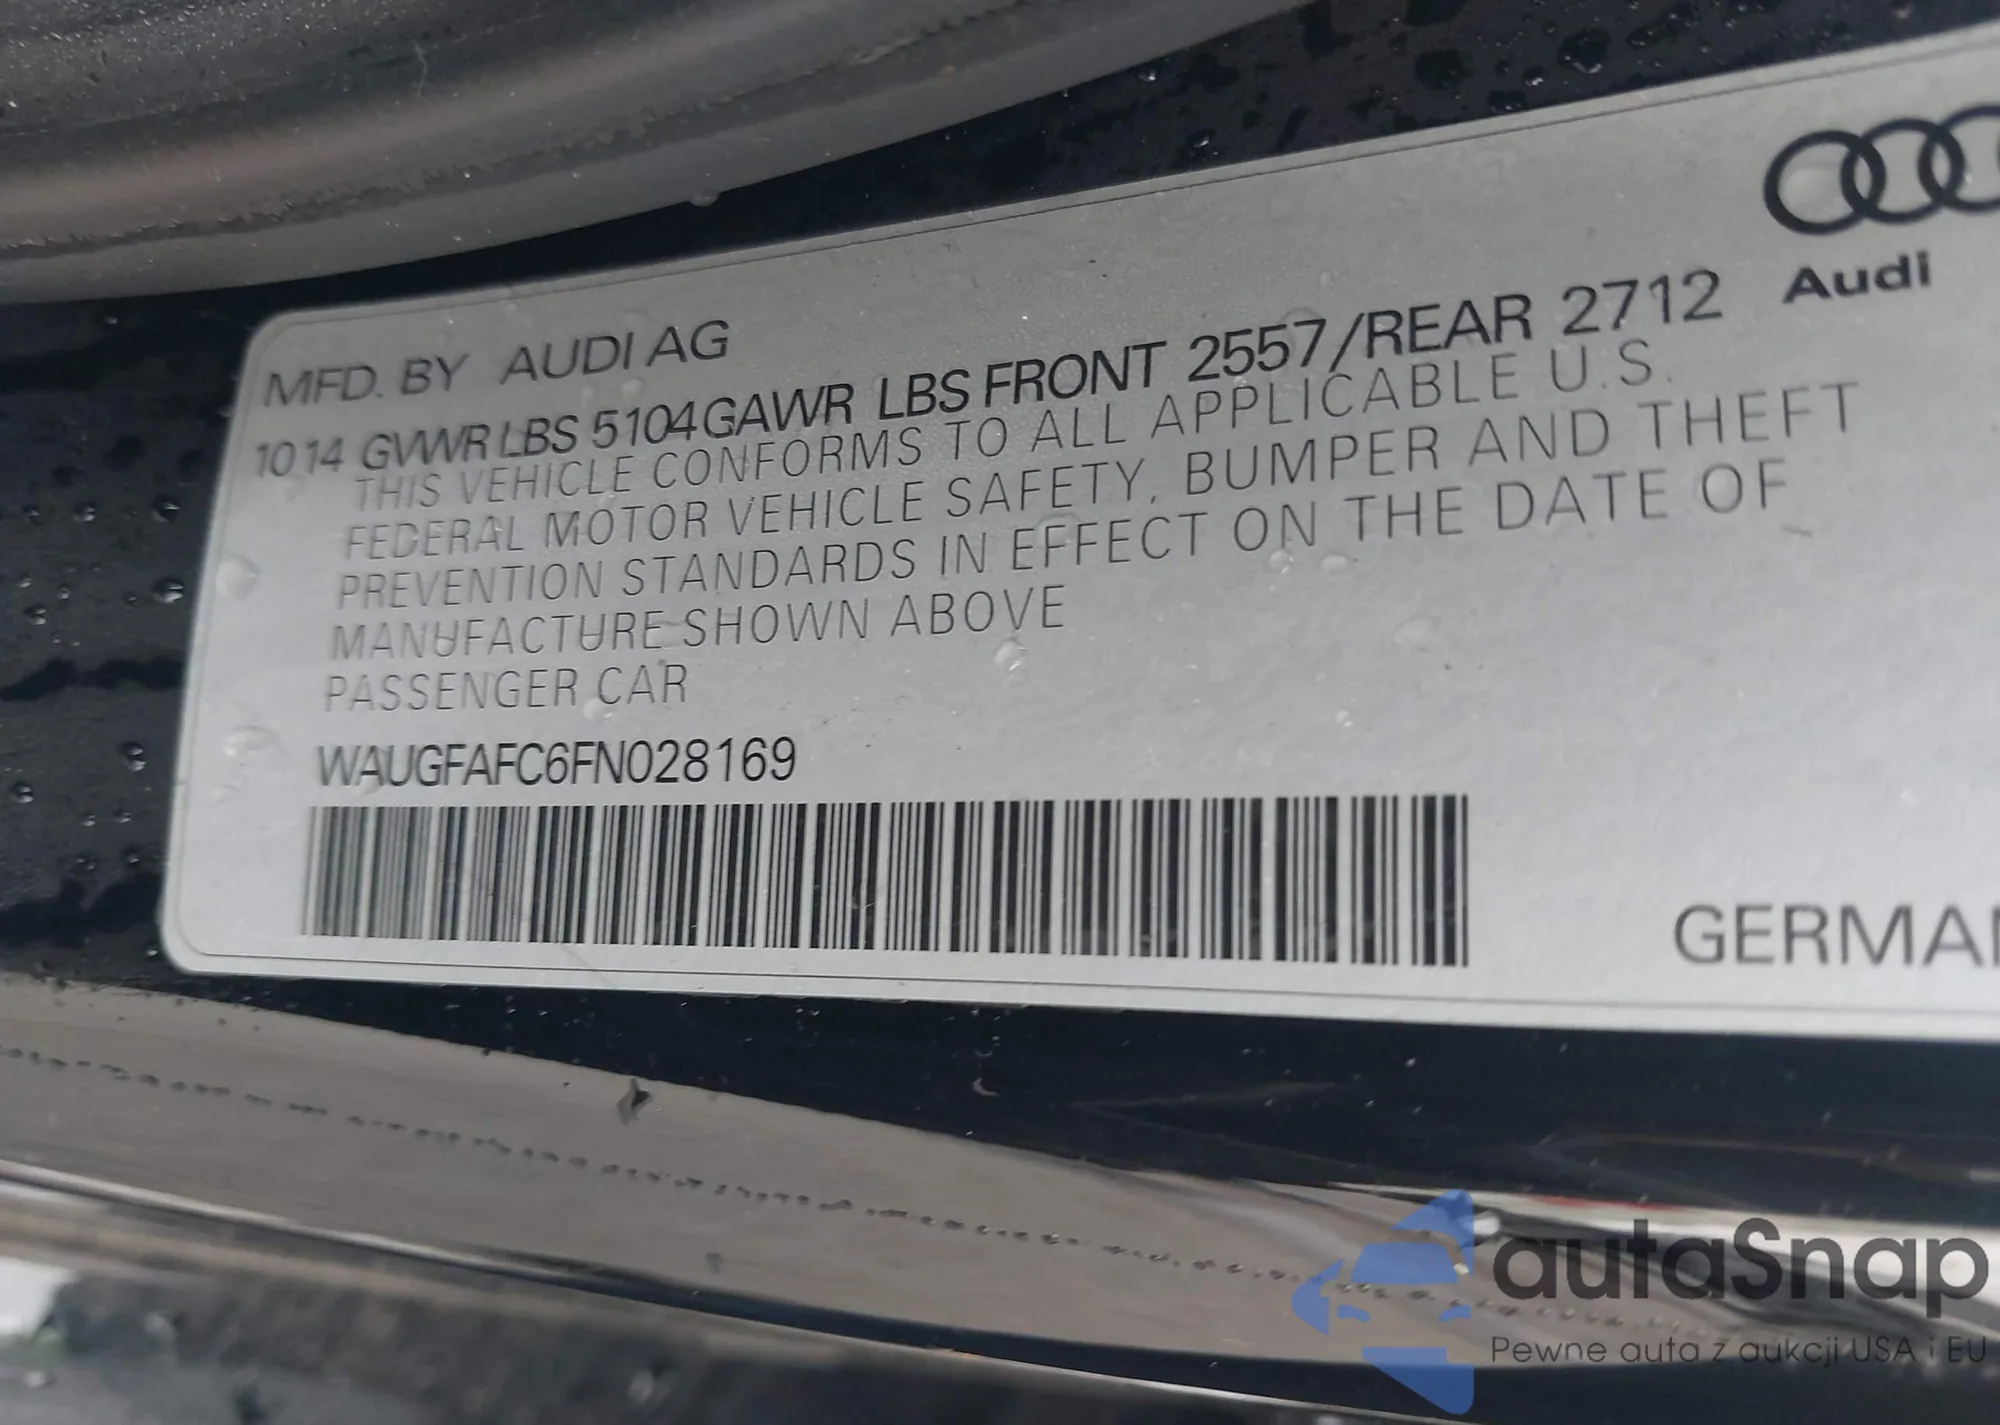 Audi
MFD. BY AUDI AG
10 14 GVWR LBS 5104 GAWR LBS FRONT 2557/REAR 2712
THIS VEHICLE CONFORMS TO ALL APPLICABLE U.S.
FEDERAL MOTOR VEHICLE SAFETY, BUMPER AND THEFT
PREVENTION STANDARDS IN EFFECT ON THE DATE OF
MANUFACTURE SHOWN ABOVE
PASSENGER CAR
WAUGFAFC6FN028169
GERMAN
autaSnap
Pewne auta z aukcji USA i EU